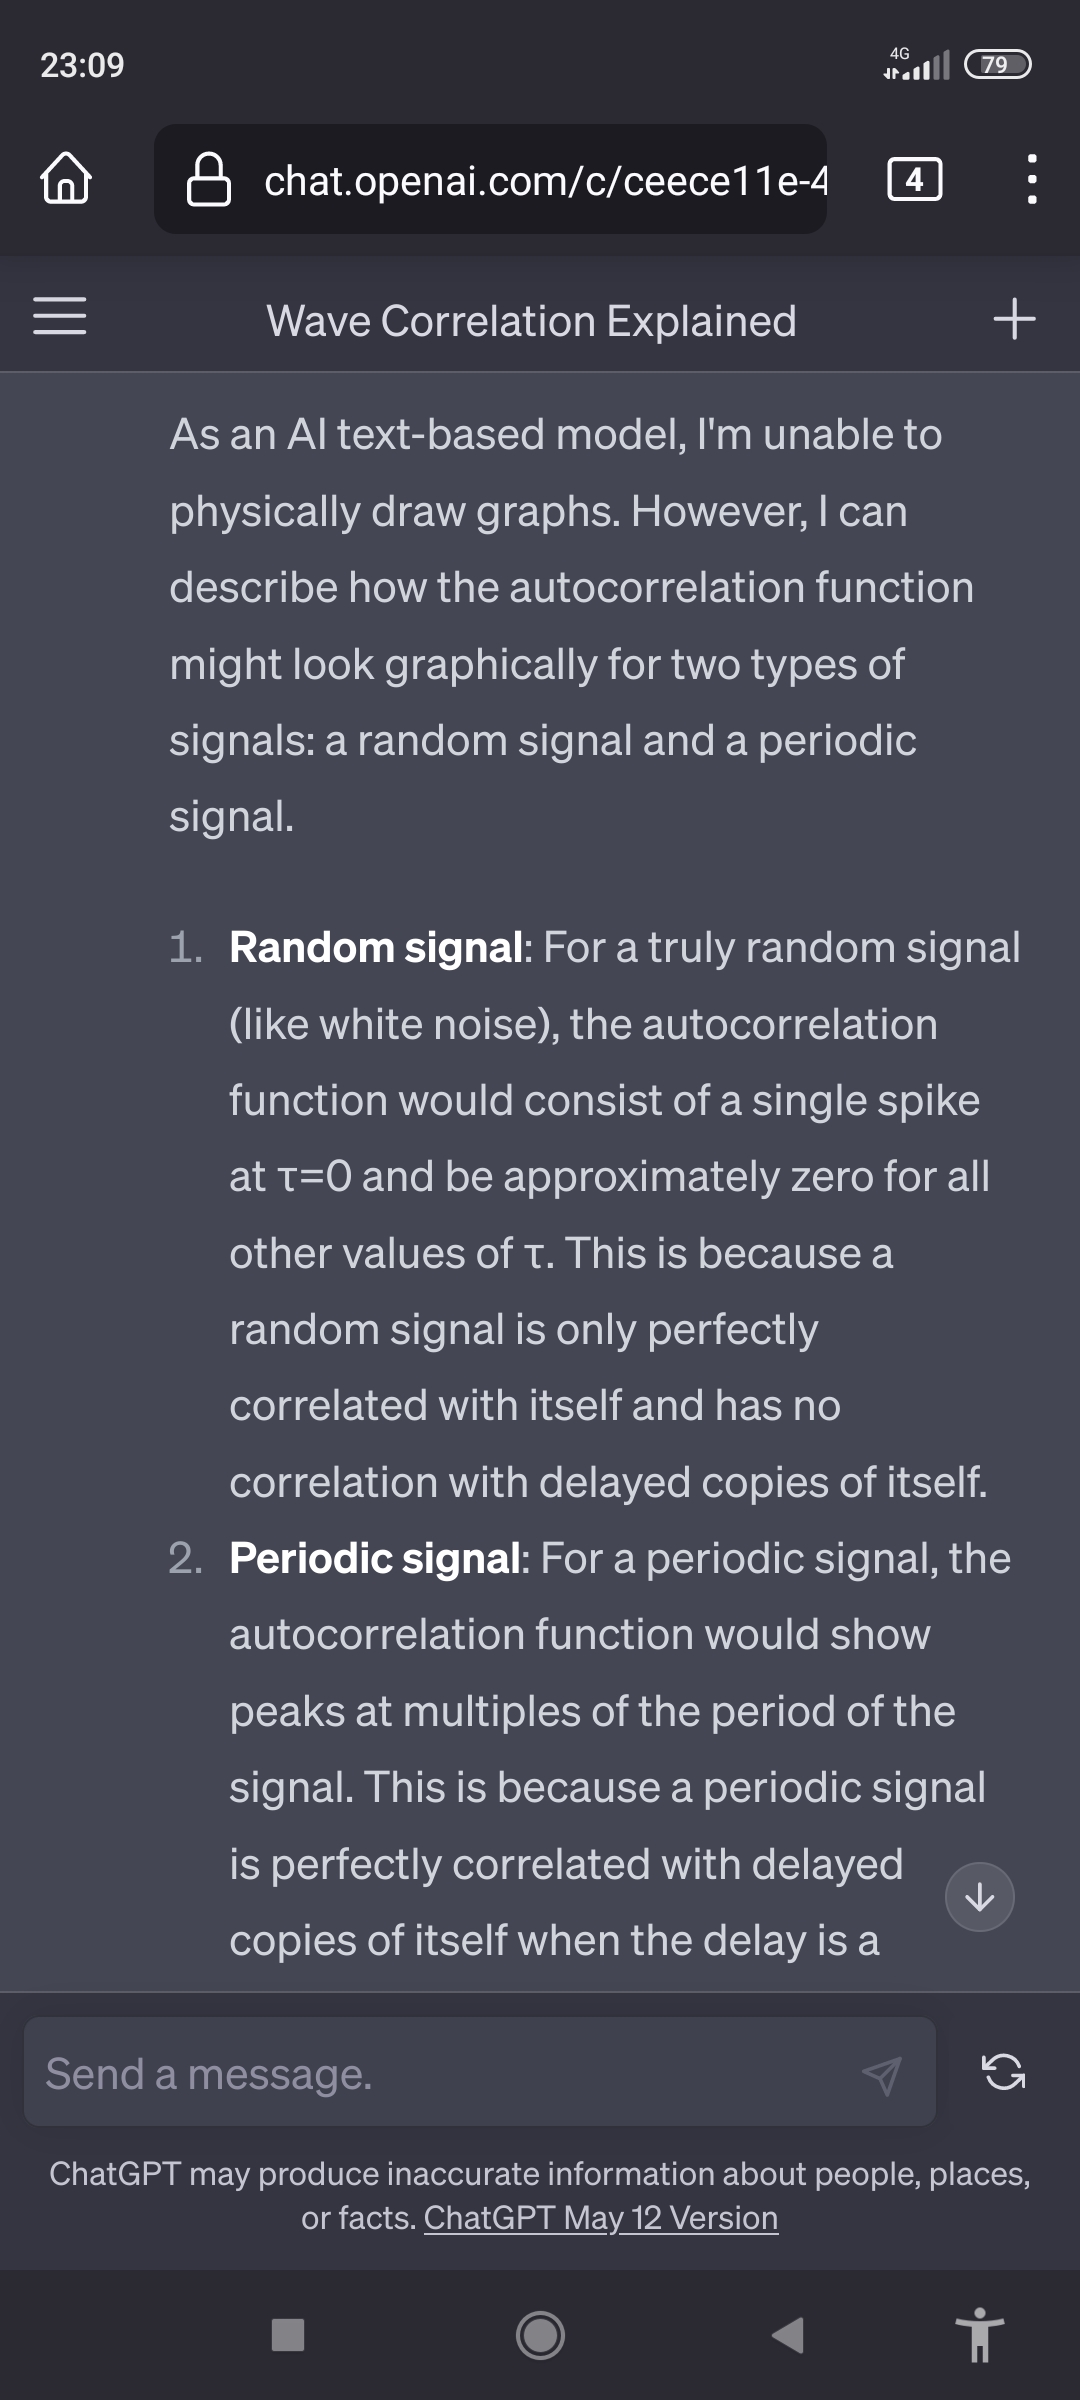 23:09
4G
79
chat.openai.com/c/ceece11e-4
4
Wave Correlation Explained
As an AI text-based model, I'm unable to
physically draw graphs. However, I can
describe how the autocorrelation function
might look graphically for two types of
signals: a random signal and a periodic
signal.
1. Random signal: For a truly random signal
(like white noise), the autocorrelation
function would consist of a single spike
at τ=0 and be approximately zero for all
other values of τ. This is because a
random signal is only perfectly
correlated with itself and has no
correlation with delayed copies of itself.
2. Periodic signal: For a periodic signal, the
autocorrelation function would show
peaks at multiples of the period of the
signal. This is because a periodic signal
is perfectly correlated with delayed
copies of itself when the delay is a
Send a message.
ChatGPT may produce inaccurate information about people, places,
or facts. ChatGPT May 12 Version